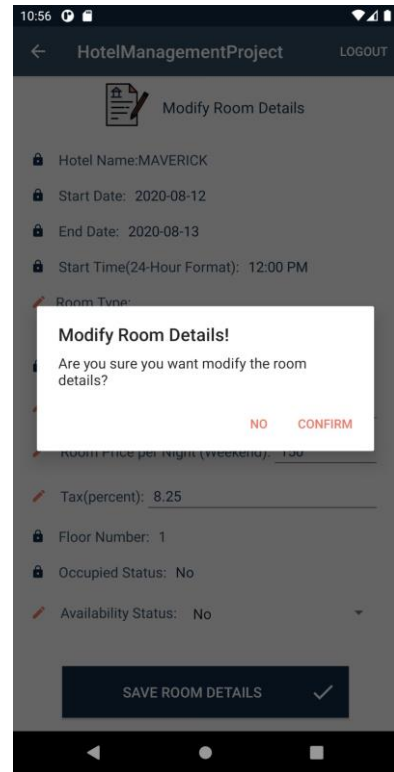 10:56
HotelManagementProject LOGOUT
Modify Room Details
Hotel Name:MAVERICK
Start Date: 2020-08-12
End Date: 2020-08-13
Start Time(24-Hour Format): 12:00 PM
Room Type:
Modify Room Details!
Are you sure you want modify the room
details?
NO CONFIRM
Room Price per Night (Weekend): 150
Tax(percent): 8.25
Floor Number: 1
Occupied Status: No
Availability Status: No
SAVE ROOM DETAILS